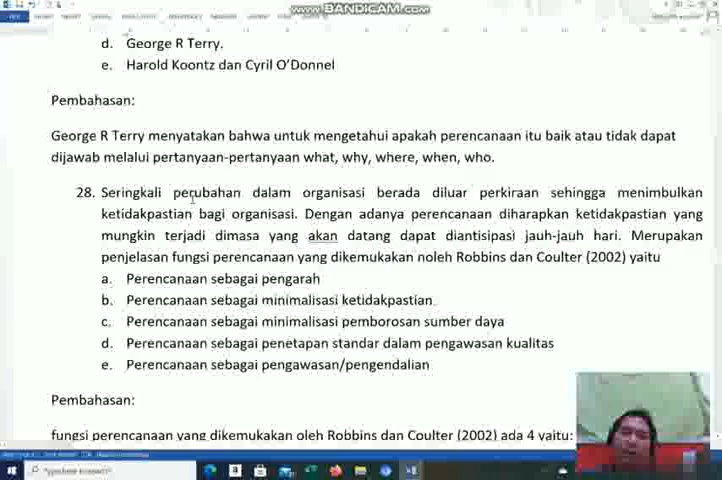 www.BANDICAM.com
d. George R Terry.
e. Harold Koontz dan Cyril O'Donnel
Pembahasan:
George R Terry menyatakan bahwa untuk mengetahui apakah perencanaan itu baik atau tidak dapat
dijawab melalui pertanyaan-pertanyaan what, why, where, when, who.
28. Seringkali perubahan dalam organisasi berada diluar perkiraan sehingga menimbulkan
ketidakpastian bagi organisasi. Dengan adanya perencanaan diharapkan ketidakpastian yang
mungkin terjadi dimasa yang akan datang dapat diantisipasi jauh-jauh hari. Merupakan
penjelasan fungsi perencanaan yang dikemukakan noleh Robbins dan Coulter (2002) yaitu
a. Perencanaan sebagai pengarah
b. Perencanaan sebagai minimalisasi ketidakpastian
c. Perencanaan sebagai minimalisasi pemborosan sumber daya
d. Perencanaan sebagai penetapan standar dalam pengawasan kualitas
e. Perencanaan sebagai pengawasan/pengendalian
Pembahasan:
fungsi perencanaan yang dikemukakan oleh Robbins dan Coulter (2002) ada 4 yaitu: